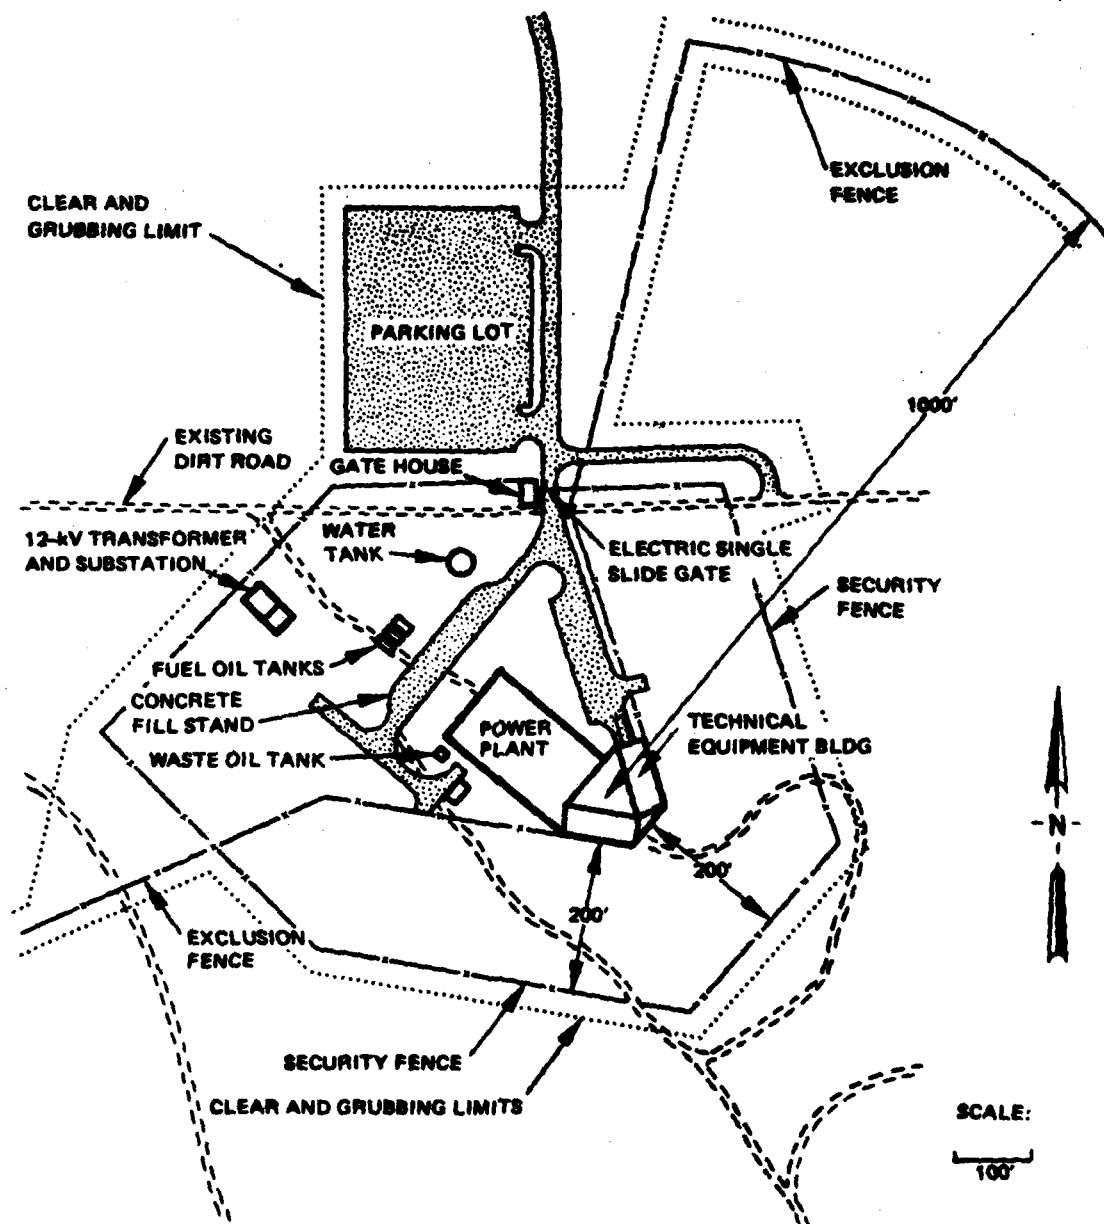 EXCLUSION
FENCE
CLEAR AND
GRUBBING LIMIT
PARKING LOT
1000'
EXISTING
DIRT ROAD
GATE HOUSE
12-kV TRANSFORMER
AND SUBSTATION
WATER
TANK
ELECTRIC SINGLE
SLIDE GATE
SECURITY
FENCE
FUEL OIL TANKS
CONCRETE
FILL STAND
POWER
PLANT
TECHNICAL
EQUIPMENT BLDG
WASTE OIL TANK
N
200'
200'
EXCLUSION
FENCE
SECURITY FENCE
CLEAR AND GRUBBING LIMITS
SCALE:
100'